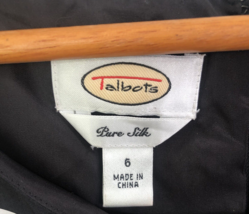 Talbots
Pure Silk
6
MADE IN
CHINA